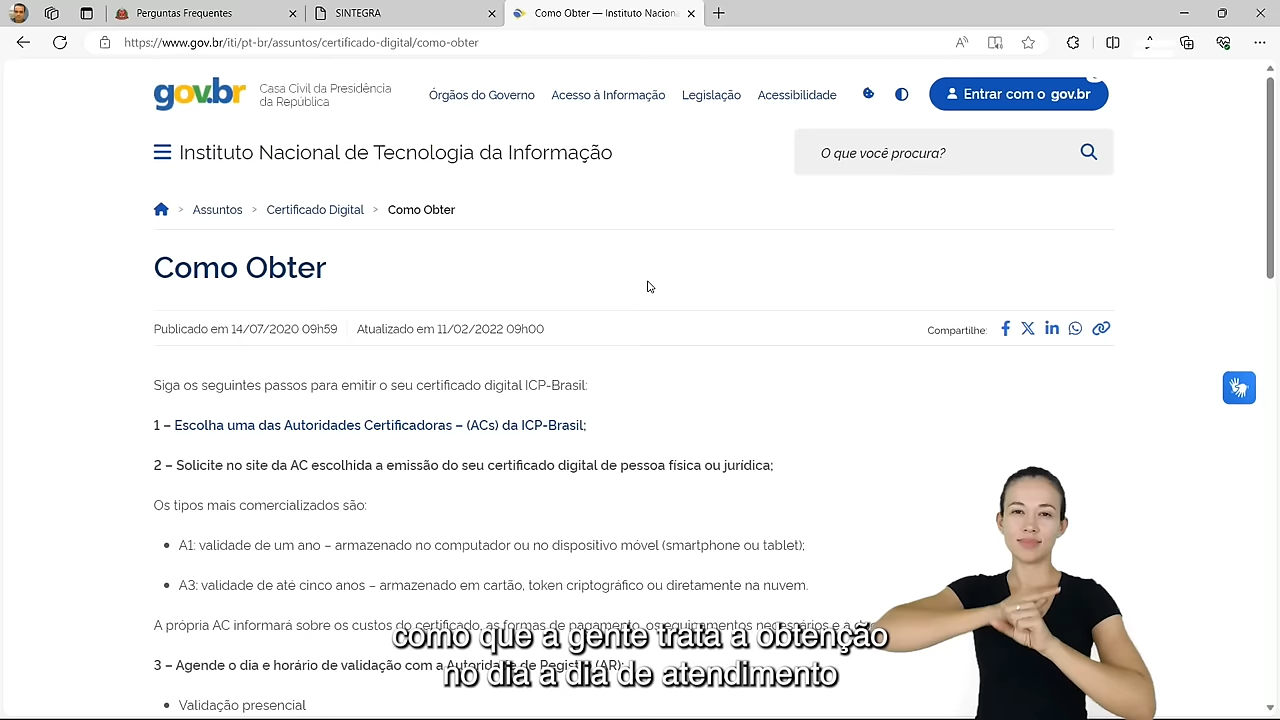 Perguntas Frequentes
SINTEGRA
Como Obter — Instituto Naciona
https://www.gov.br/iti/pt-br/assuntos/certificado-digital/como-obter
gov.br
Casa Civil da Presidência
da República
Órgãos do Governo
Acesso à Informação
Legislação
Acessibilidade
Entrar com o gov.br
Instituto Nacional de Tecnologia da Informação
O que você procura?
Assuntos > Certificado Digital > Como Obter
Como Obter
Publicado em 14/07/2020 09h59
Atualizado em 11/02/2022 09h00
Compartilhe:
Siga os seguintes passos para emitir o seu certificado digital ICP-Brasil:
1 – Escolha uma das Autoridades Certificadoras – (ACs) da ICP-Brasil;
2 – Solicite no site da AC escolhida a emissão do seu certificado digital de pessoa física ou jurídica;
Os tipos mais comercializados são:
A1: validade de um ano – armazenado no computador ou no dispositivo móvel (smartphone ou tablet);
A3: validade de até cinco anos – armazenado em cartão, token criptográfico ou diretamente na nuvem.
A própria AC informará sobre os custos do certificado, as formas de pagamento, os equipamentos necessários e a
como que a gente trata a obtenção
3 – Agende o dia e horário de validação com a Autoridade de Registro (AR):
no dia a dia de atendimento
Validação presencial